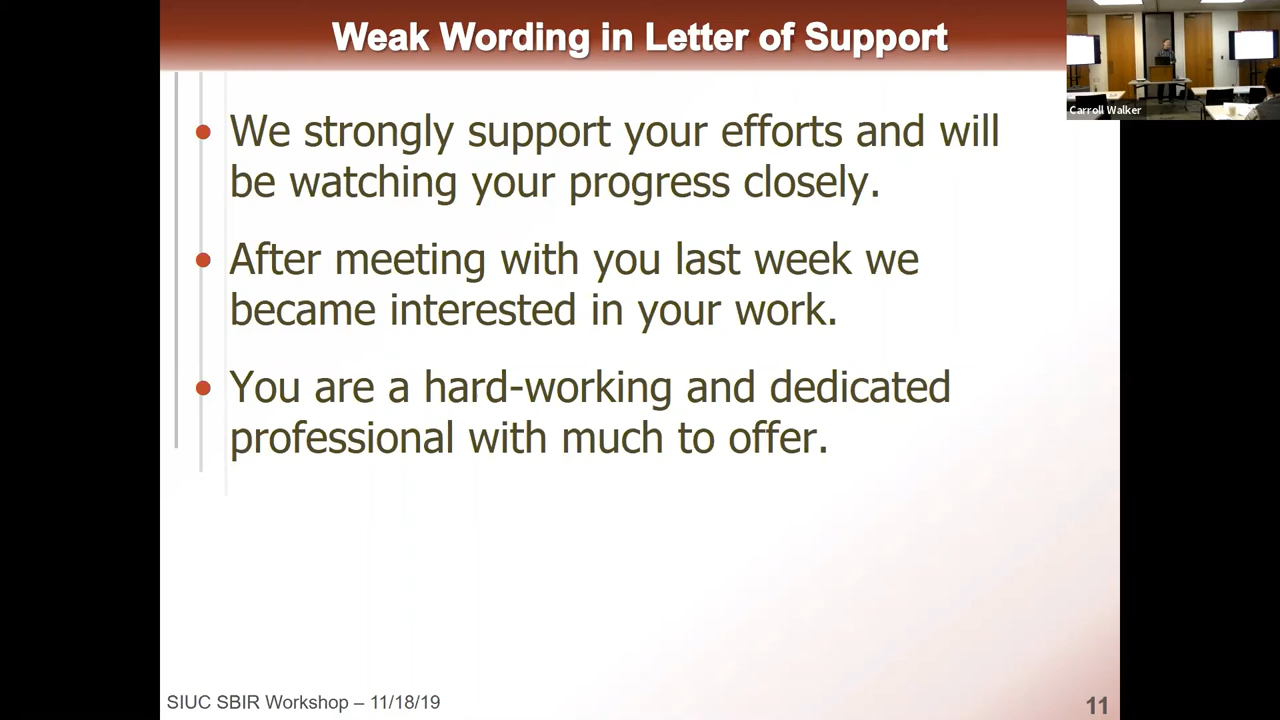 Weak Wording in Letter of Support
Carroll Walker
• We strongly support your efforts and will
be watching your progress closely.
• After meeting with you last week we
became interested in your work.
• You are a hard-working and dedicated
professional with much to offer.
SIUC SBIR Workshop – 11/18/19
11